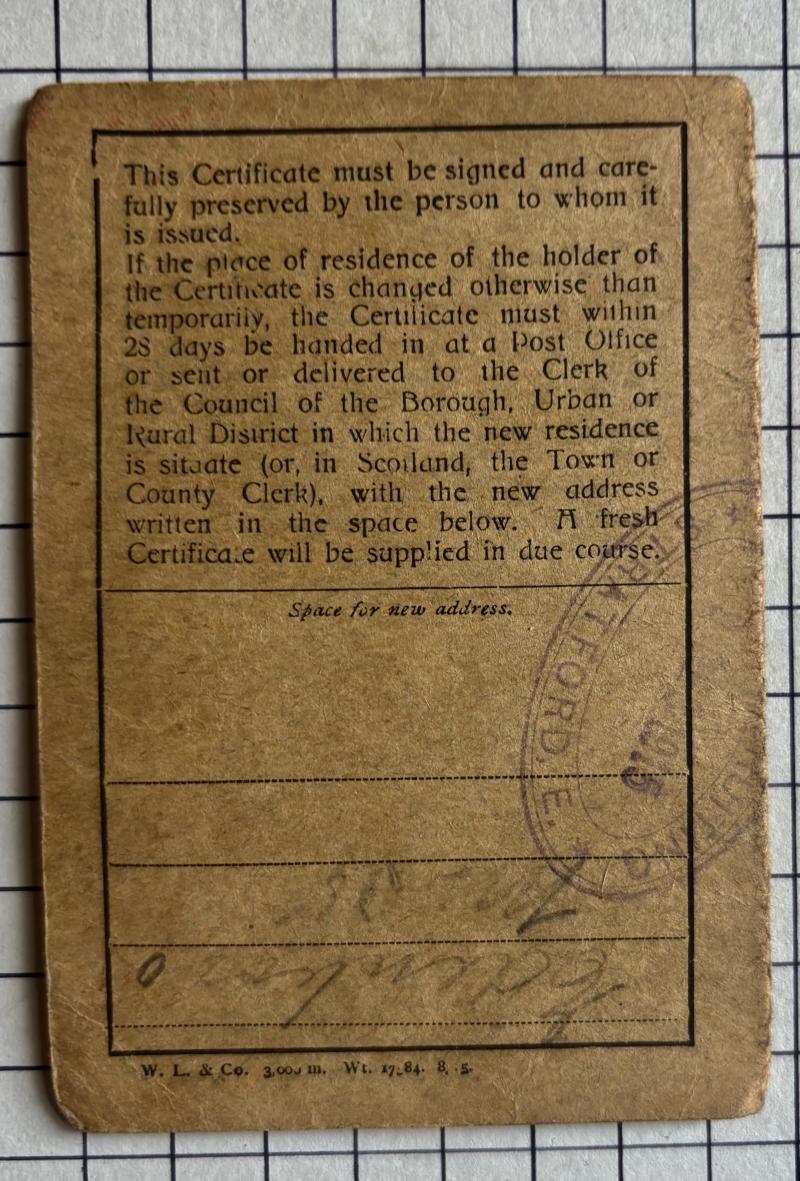 This Certificate must be signed and care-
fully preserved by the person to whom it
is issued.
If the place of residence of the holder of
the Certificate is changed otherwise than
temporarily, the Certificate must within
28 days be handed in at a Post Office
or sent or delivered to the Clerk of
the Council of the Borough, Urban or
Rural District in which the new residence
is situate (or, in Scotland, the Town or
County Clerk), with the new address
written in the space below. A fresh
Certificate will be supplied in due course.
Space for new address.
STRATFORD, E.
1915
W. L. & Co. 3,000 m. Wt.